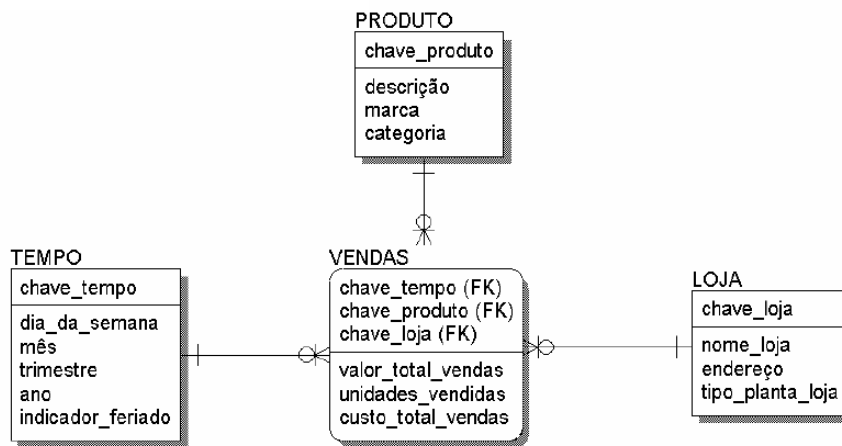 PRODUTO
chave_produto
descrição
marca
categoria
TEMPO
chave_tempo
dia_da_semana
mês
trimestre
ano
indicador_feriado
VENDAS
chave_tempo (FK)
chave_produto (FK)
chave_loja (FK)
valor_total_vendas
unidades_vendidas
custo_total_vendas
LOJA
chave_loja
nome_loja
endereço
tipo_planta_loja